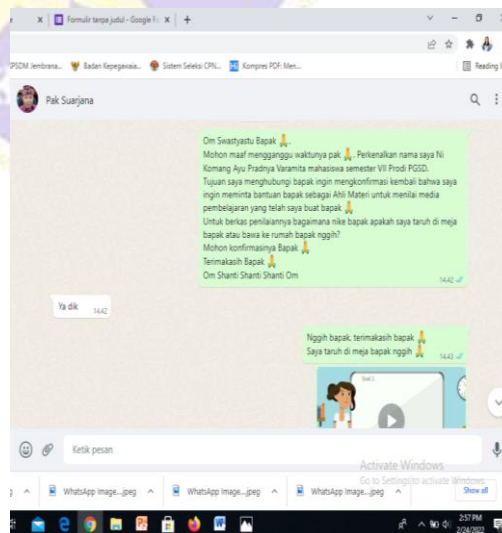 Formulir tanpa judul - Google Fo
PSDM Jembrana...
Badan Kepegawaia...
Sistem Seleksi CPN...
Kompres PDF: Men...
Reading l
Pak Suarjana
Om Swastyastu Bapak 🙏.
Mohon maaf mengganggu waktunya pak 🙏. Perkenalkan nama saya Ni
Komang Ayu Pradnya Varamita mahasiswa semester VII Prodi PGSD.
Tujuan saya menghubungi bapak ingin mengkonfirmasi kembali bahwa saya
ingin meminta bantuan bapak sebagai Ahli Materi untuk menilai media
pembelajaran yang telah saya buat bapak 🙏
Untuk berkas penilaiannya bagaimana nike bapak apakah saya taruh di meja
bapak atau bawa ke rumah bapak nggih?
Mohon konfirmasinya Bapak 🙏
Terimakasih Bapak 🙏
Om Shanti Shanti Shanti Om
14.42
Ya dik
14.42
Nggih bapak, terimakasih bapak 🙏
Saya taruh di meja bapak nggih 🙏
14.43
Ketik pesan
Activate Windows
Go to Settings to activate Windows.
WhatsApp Image....jpeg
WhatsApp Image....jpeg
WhatsApp Image....jpeg
Show all
2:57 PM
2/24/2022